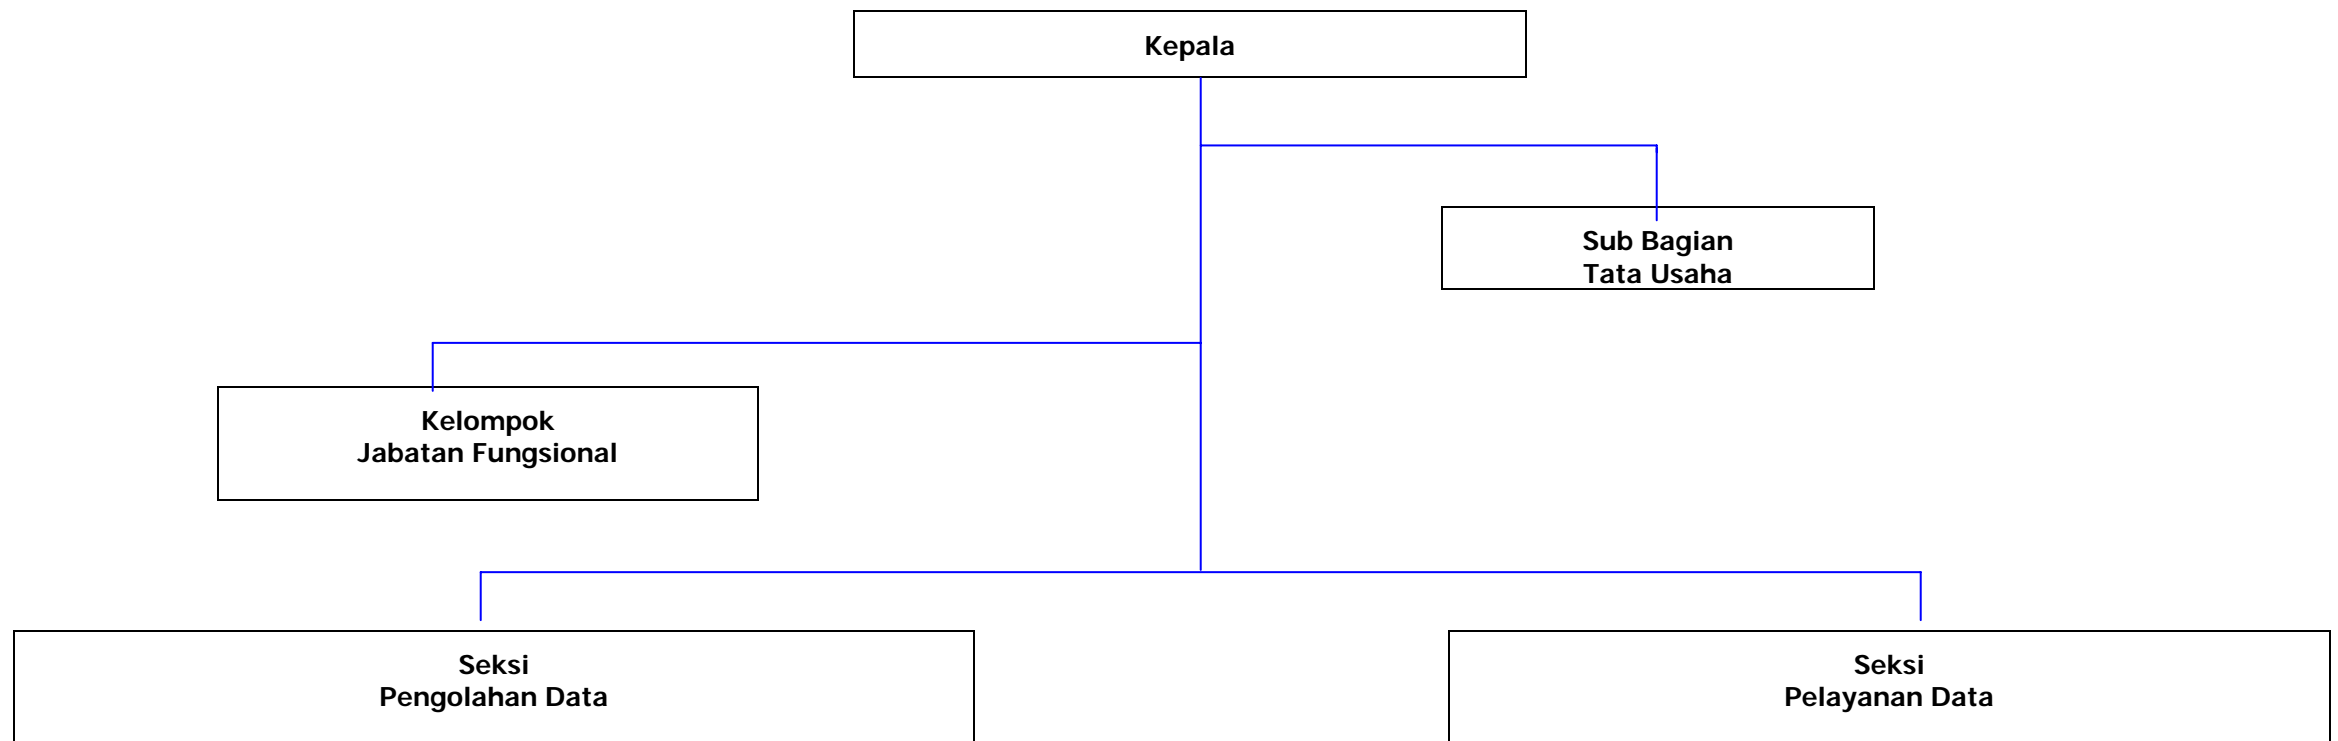 Kepala
Sub Bagian
Tata Usaha
Kelompok
Jabatan Fungsional
Seksi
Pengolahan Data
Seksi
Pelayanan Data